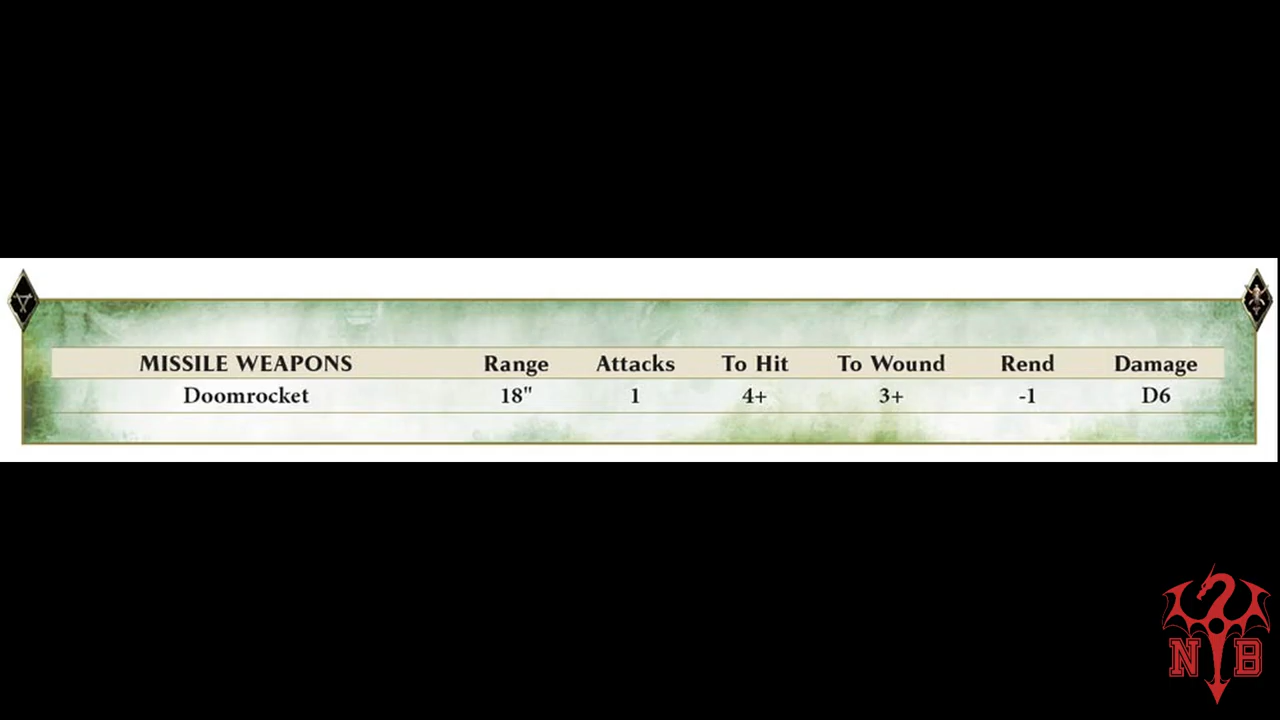 MISSILE WEAPONS Range Attacks To Hit To Wound Rend Damage
Doomrocket 18" 1 4+ 3+ -1 D6
N B